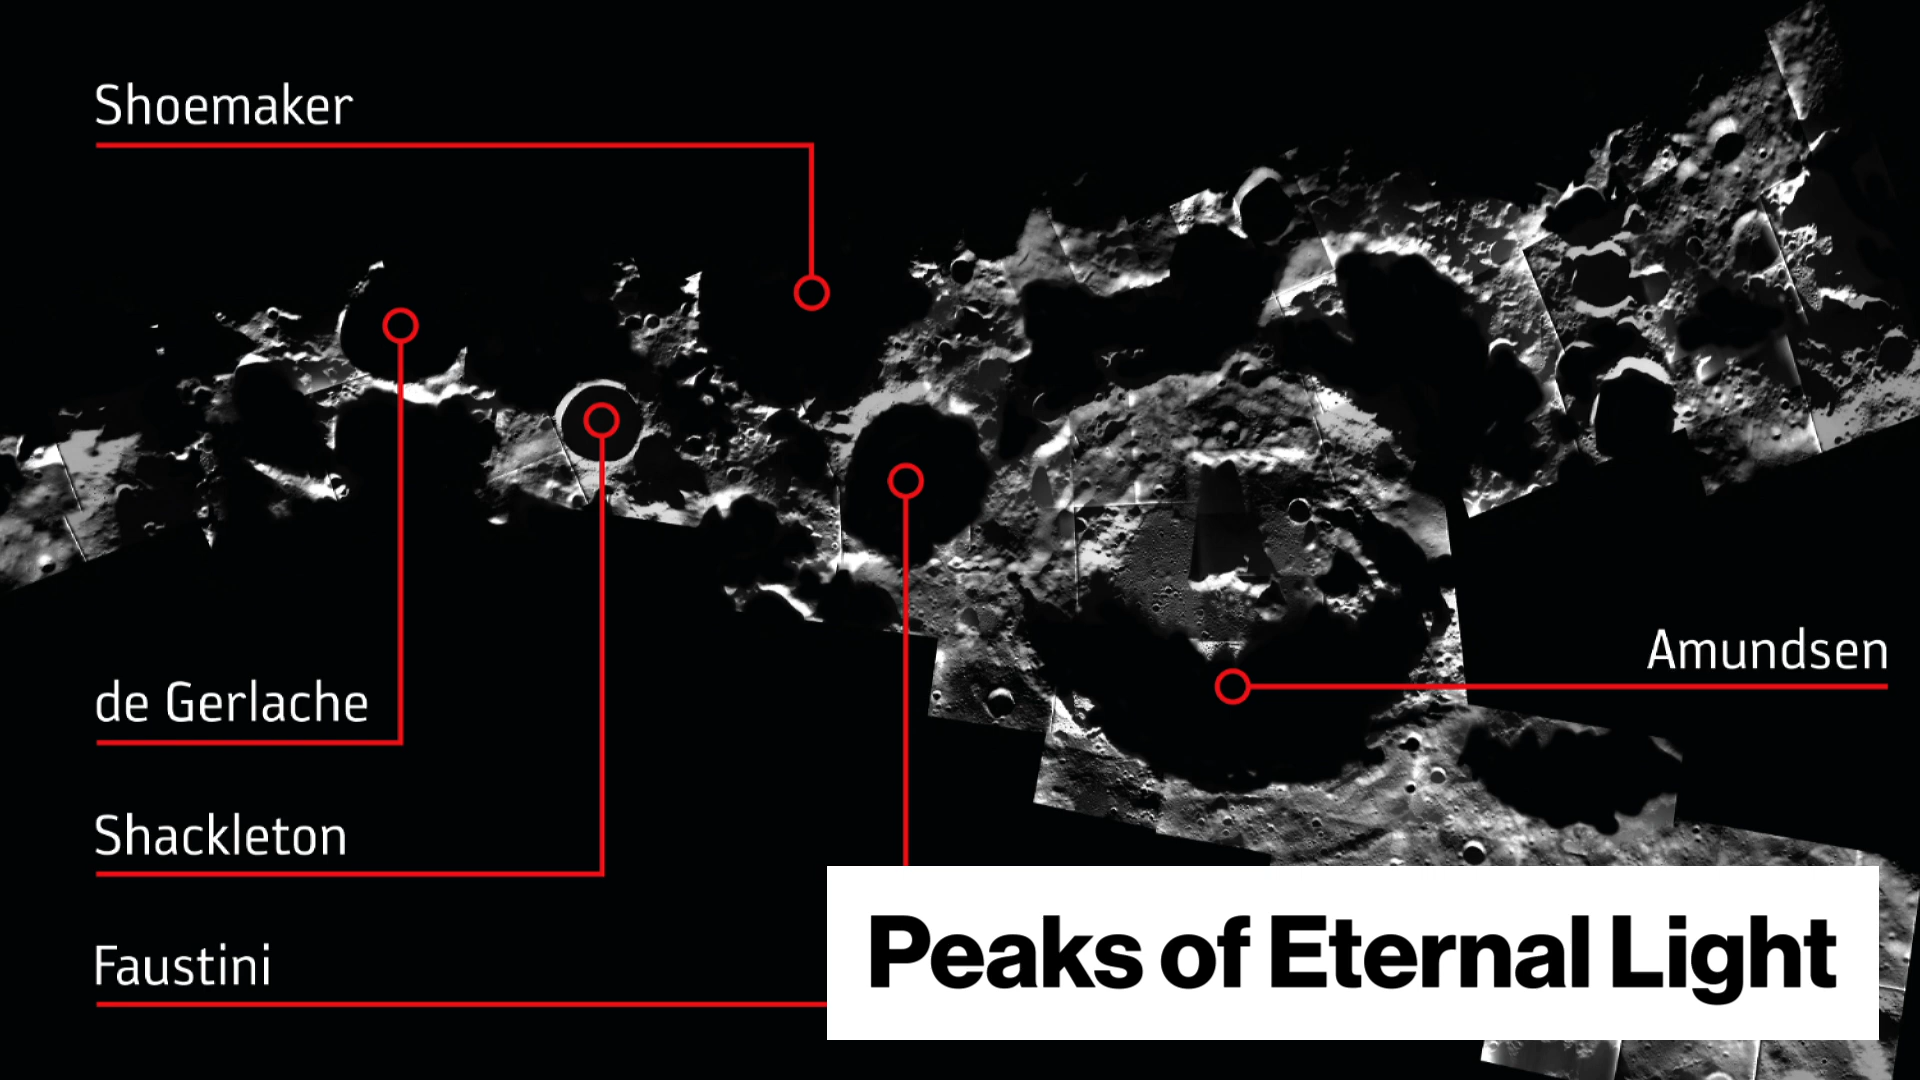 Shoemaker
de Gerlache
Shackleton
Faustini
Amundsen
Peaks of Eternal Light